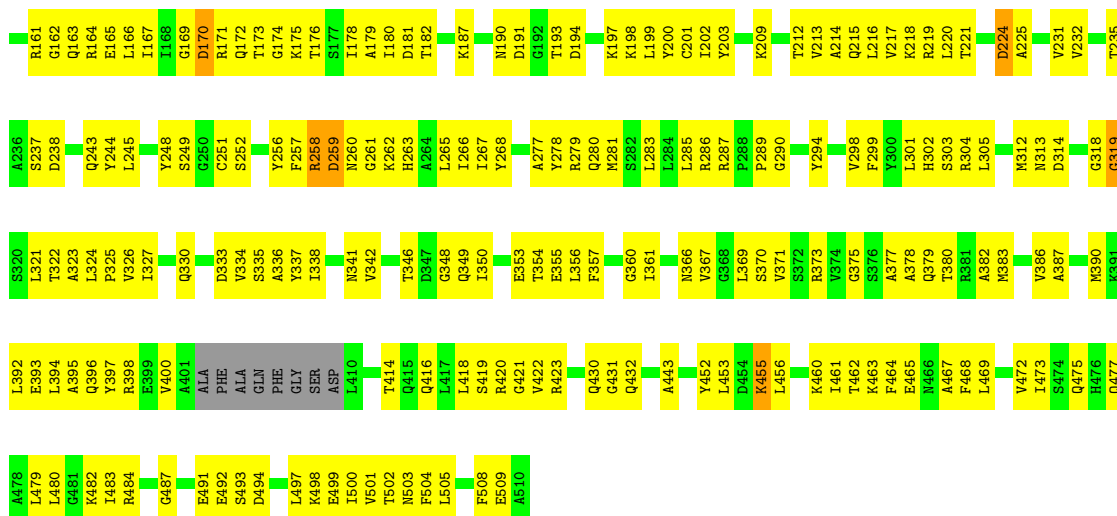 R161 G162 Q163 R164 E165 L166 I167 I168 G169 D170 R171 Q172 T173 G174 K175 T176 S177 I178 A179 I180 D181 T182 K187 N190 D191 G192 T193 D194 K197 K198 L199 Y200 C201 I202 Y203 K209 T212 V213 A214 Q215 L216 V217 K218 R219 L220 T221 D224 A225 V231 V232 T235
A236 S237 D238 Q243 Y244 L245 Y248 S249 G250 C251 S252 Y256 F257 R258 D259 N260 G261 K262 H263 A264 L265 I266 I267 Y268 A277 Y278 R279 Q280 M281 S282 L283 L284 L285 R286 R287 P288 P289 G290 Y294 V298 F299 Y300 L301 H302 S303 R304 L305 M312 N313 D314 G318 G319
S320 L321 T322 A323 L324 P325 V326 I327 Q330 D333 V334 S335 A336 Y337 I338 N341 V342 T346 D347 G348 Q349 I350 E353 T354 E355 L356 F357 G360 I361 N366 V367 G368 L369 S370 V371 S372 R373 V374 G375 S376 A377 A378 Q379 T380 R381 A382 M383 V386 A387 M390 K391
L392 E393 L394 A395 Q396 Y397 R398 E399 V400 A401 ALA PHE ALA GLN PHE GLY SER ASP L410 T414 Q415 Q416 L417 L418 S419 R420 G421 V422 R423 Q430 G431 Q432 A443 Y452 L453 D454 K455 L456 K460 I461 T462 K463 F464 E465 N466 A467 F468 L469 V472 I473 S474 Q475 H476 Q477
A478 L479 L480 G481 K482 I483 R484 G487 E491 E492 S493 D494 L497 K498 E499 I500 V501 T502 N503 F504 L505 F508 E509 A510